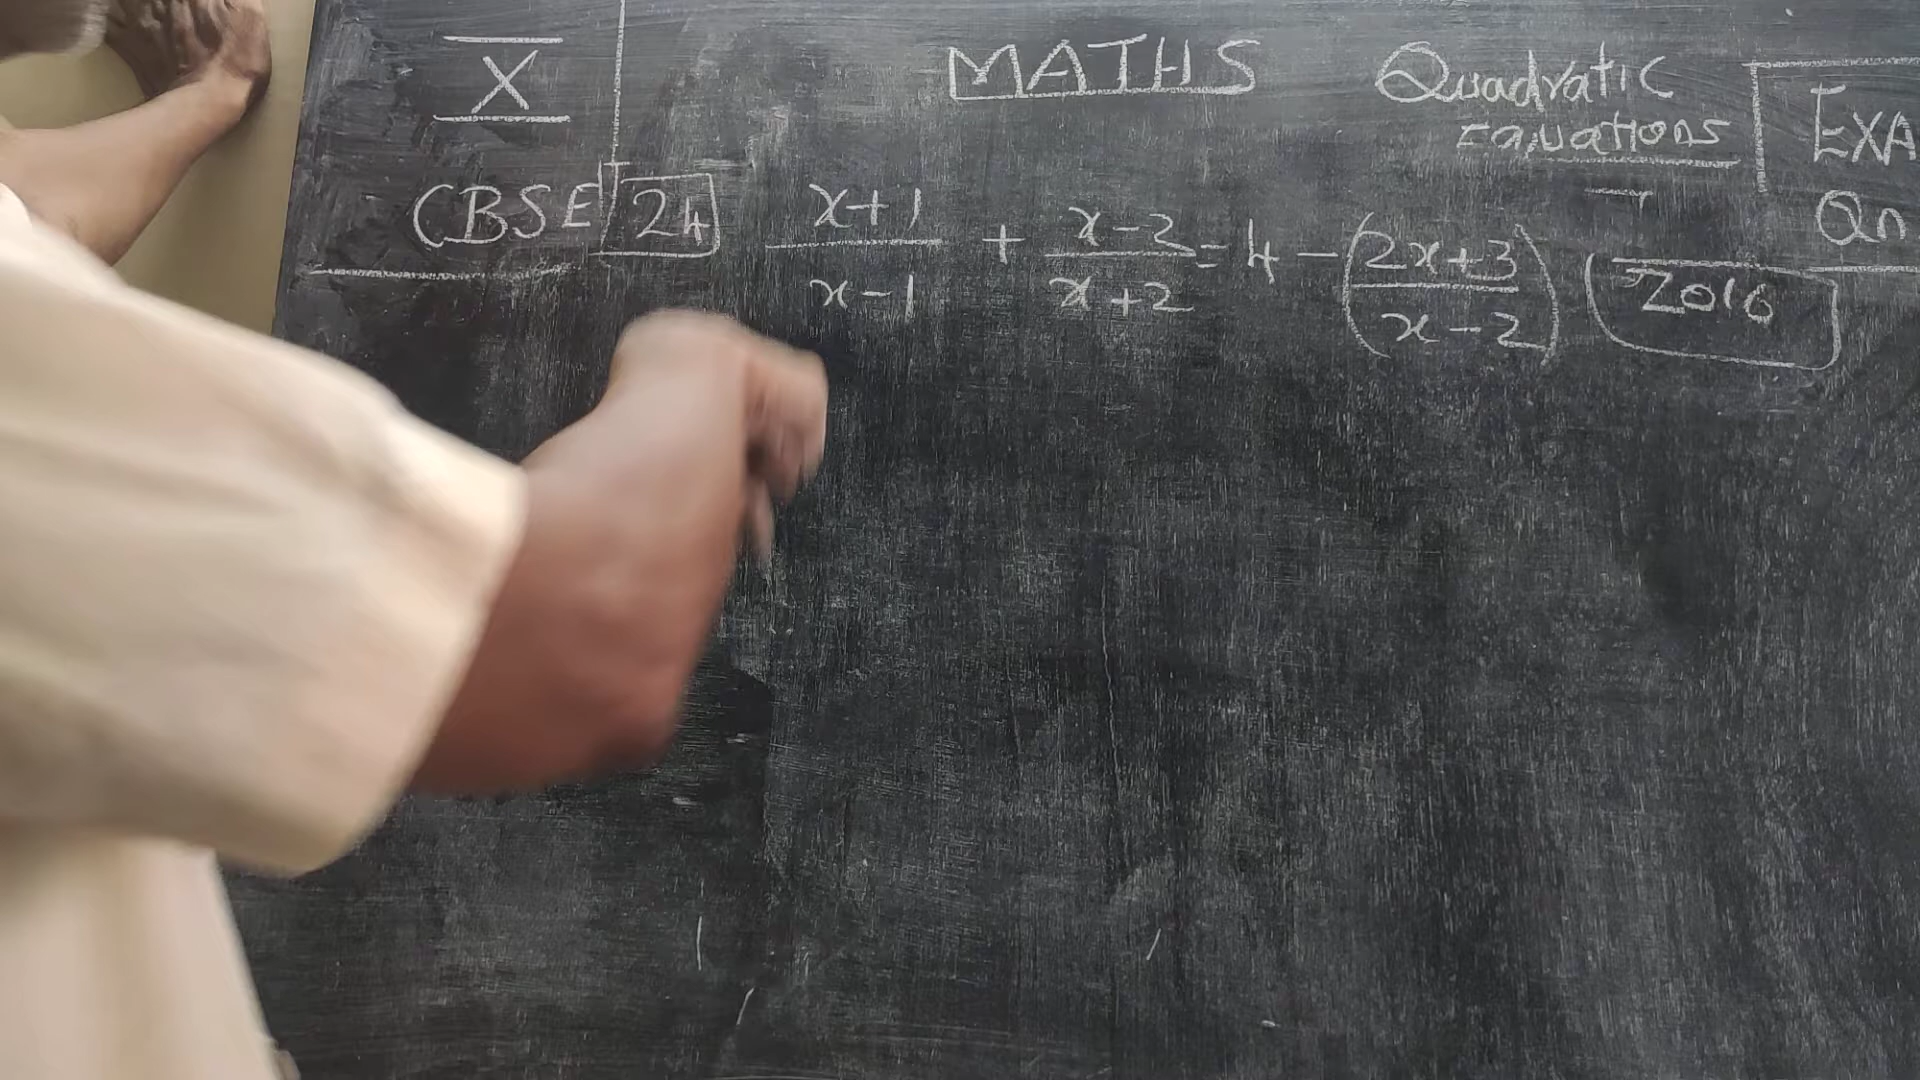 X
MATHS
Quadratic
Equations
EXA
Qn
CBSE 24
x+1 / x-1 + x-2 / x+2 = 4 - (2x+3 / x-2)
2016